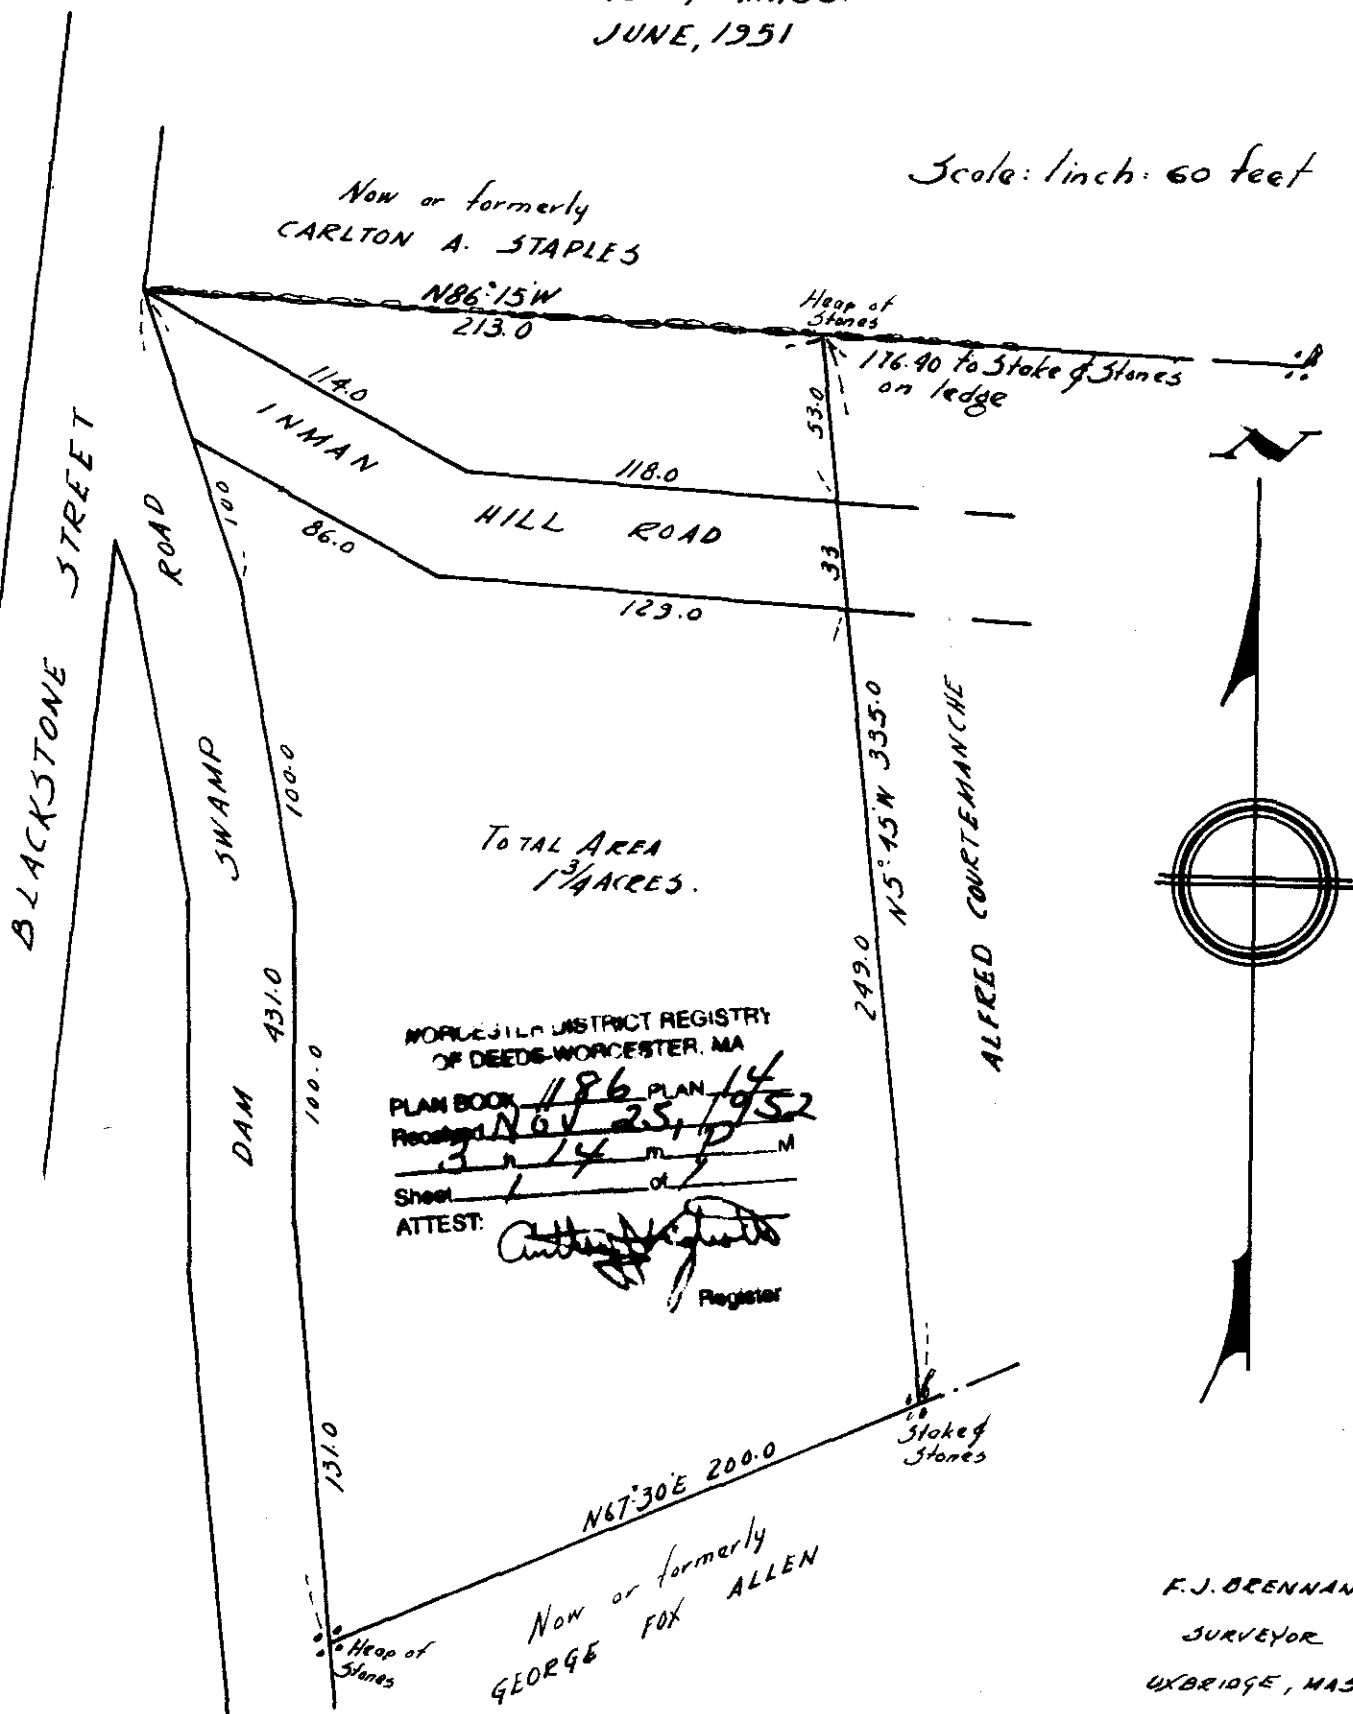 JUNE, 1951
Scale: 1 inch: 60 feet
Now or formerly
CARLTON A. STAPLES
N86°15'W
213.0
Heap of
Stones
176.40 to Stake & Stones
on ledge
114.0
INMAN
53.0
118.0
HILL ROAD
86.0
33
129.0
100
ROAD
BLACKSTONE STREET
N
SWAMP
100.0
N5°45'W 335.0
ALFRED COURTEMANCHE
TOTAL AREA
1 3/4 ACRES.
249.0
431.0
100.0
DAM
WORCESTER DISTRICT REGISTRY
OF DEEDS-WORCESTER, MA
PLAN BOOK 186 PLAN 14
Received Nov 25, 1952
3 h 14 m P M
Sheet 1 of 1
ATTEST:
Register
131.0
Stake &
Stones
N67°30'E 200.0
Now or formerly
GEORGE FOX ALLEN
Heap of
Stones
F.J. BRENNAN
SURVEYOR
UXBRIDGE, MAS